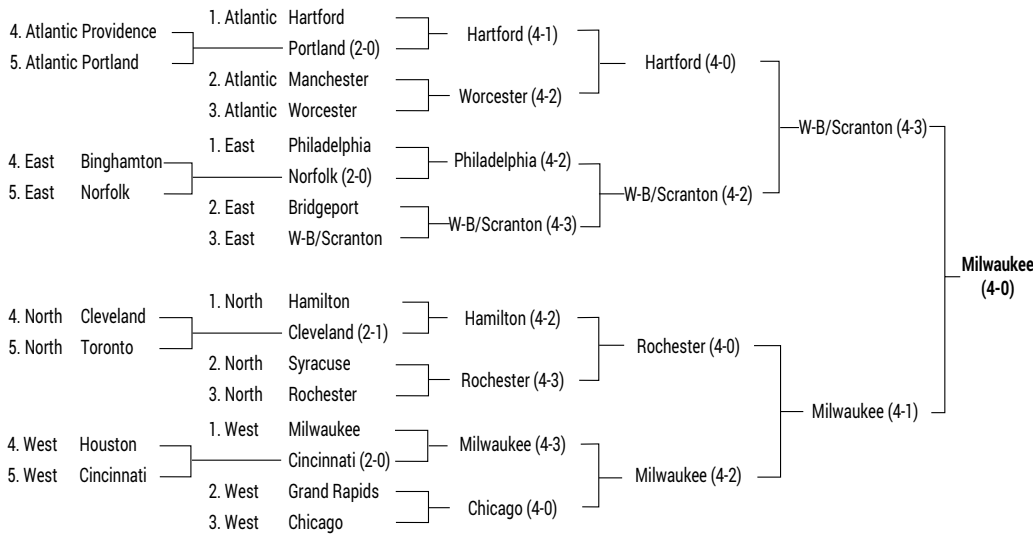 4. Atlantic Providence
5. Atlantic Portland
1. Atlantic Hartford
Portland (2-0)
2. Atlantic Manchester
3. Atlantic Worcester
Hartford (4-1)
Worcester (4-2)
Hartford (4-0)
4. East Binghamton
5. East Norfolk
1. East Philadelphia
Norfolk (2-0)
2. East Bridgeport
3. East W-B/Scranton
Philadelphia (4-2)
W-B/Scranton (4-3)
W-B/Scranton (4-2)
W-B/Scranton (4-3)
4. North Cleveland
5. North Toronto
1. North Hamilton
Cleveland (2-1)
2. North Syracuse
3. North Rochester
Hamilton (4-2)
Rochester (4-3)
Rochester (4-0)
4. West Houston
5. West Cincinnati
1. West Milwaukee
Cincinnati (2-0)
2. West Grand Rapids
3. West Chicago
Milwaukee (4-3)
Chicago (4-0)
Milwaukee (4-2)
Milwaukee (4-1)
Milwaukee
(4-0)